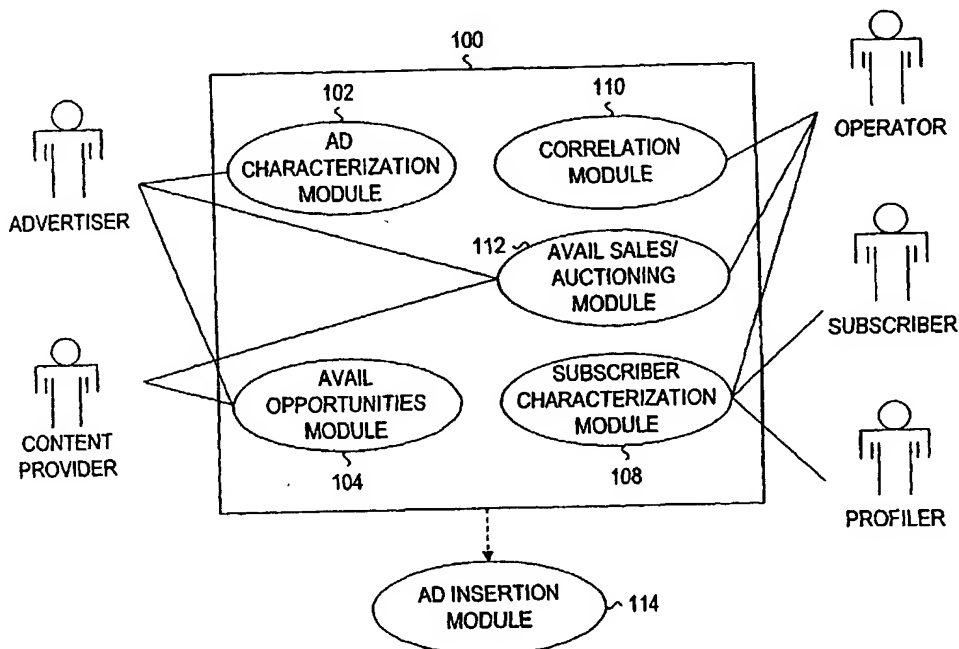 100
102
AD
CHARACTERIZATION
MODULE
110
CORRELATION
MODULE
OPERATOR
ADVERTISER
112
AVAIL SALES/
AUCTIONING
MODULE
SUBSCRIBER
CONTENT
PROVIDER
AVAIL
OPPORTUNITIES
MODULE
104
SUBSCRIBER
CHARACTERIZATION
MODULE
108
PROFILER
AD INSERTION
MODULE
114